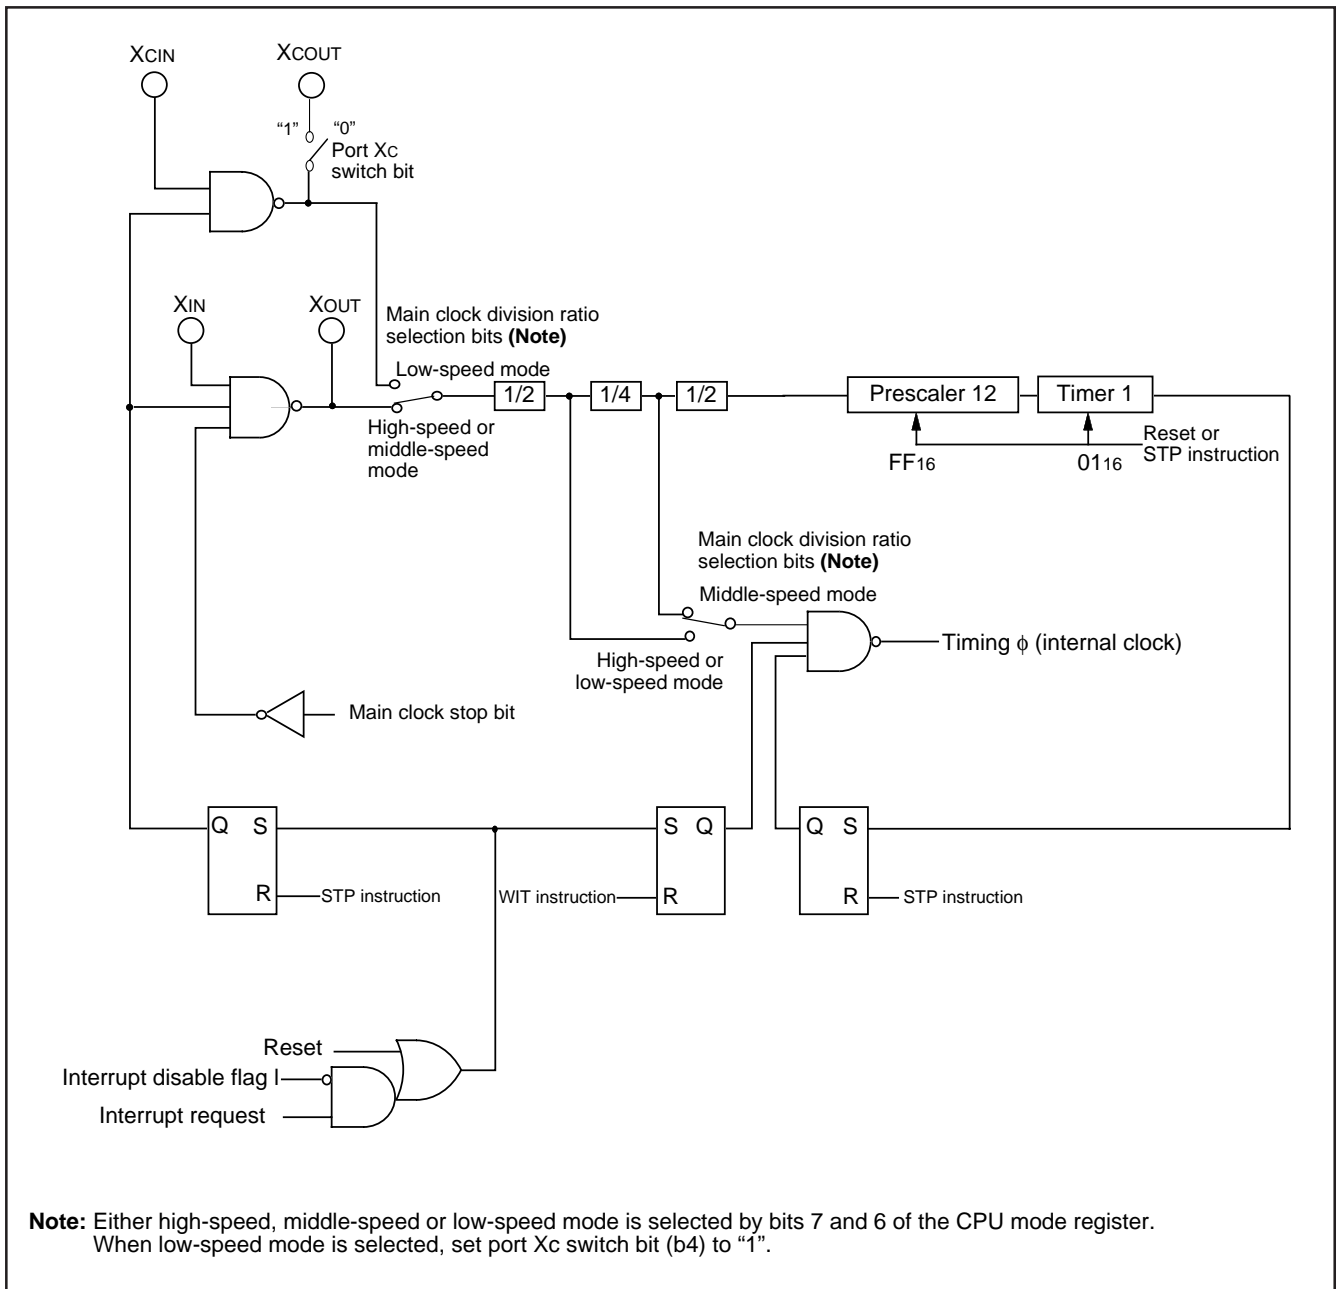 XCIN
XCOUT
“1”
“0”
Port XC
switch bit
XIN
XOUT
Main clock division ratio
selection bits (Note)
Low-speed mode
1/2
1/4
1/2
Prescaler 12
Timer 1
High-speed or
middle-speed
mode
FF16
0116
Reset or
STP instruction
Main clock division ratio
selection bits (Note)
Middle-speed mode
High-speed or
low-speed mode
Timing ϕ (internal clock)
Main clock stop bit
Q S
R
STP instruction
WIT instruction
S Q
R
Q S
R
STP instruction
Reset
Interrupt disable flag I
Interrupt request
Note: Either high-speed, middle-speed or low-speed mode is selected by bits 7 and 6 of the CPU mode register.
When low-speed mode is selected, set port Xc switch bit (b4) to “1”.